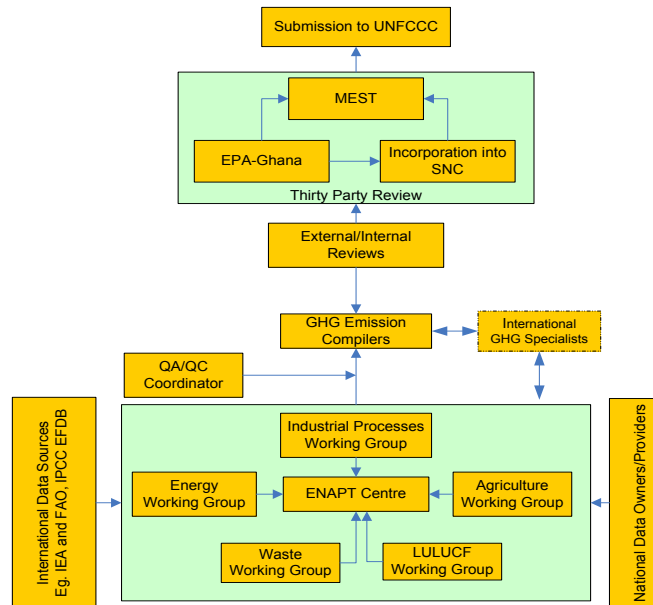 Submission to UNFCCC
MEST
EPA-Ghana
Incorporation into
SNC
Thirty Party Review
External/Internal
Reviews
GHG Emission
Compilers
International
GHG Specialists
QA/QC
Coordinator
International Data Sources
Eg. IEA and FAO, IPCC EFDB
Industrial Processes
Working Group
Energy
Working Group
ENAPT Centre
Agriculture
Working Group
Waste
Working Group
LULUCF
Working Group
National Data Owners/Providers